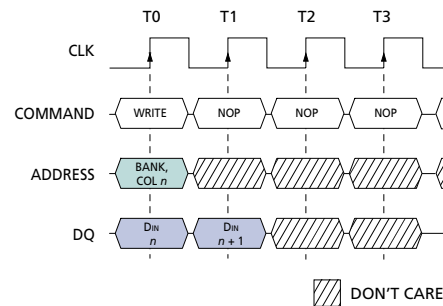 T0 T1 T2 T3
CLK
COMMAND WRITE NOP NOP NOP
ADDRESS BANK,
COL n
DQ DIN DIN
n n + 1
DON'T CARE